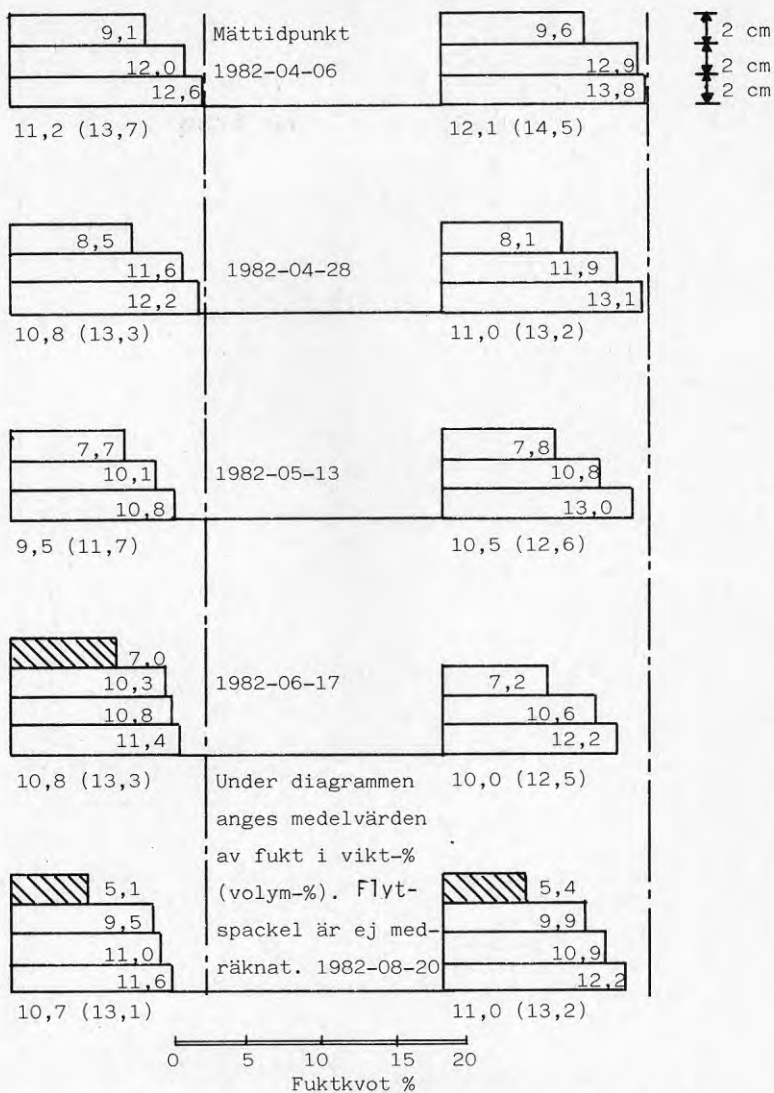 9,1 Mättidpunkt 9,6 2 cm
12,0 1982-04-06 12,9 2 cm
12,6 13,8 2 cm
11,2 (13,7) 12,1 (14,5)
8,5 8,1
11,6 1982-04-28 11,9
12,2 13,1
10,8 (13,3) 11,0 (13,2)
7,7 7,8
10,1 1982-05-13 10,8
10,8 13,0
9,5 (11,7) 10,5 (12,6)
7,0
10,3 1982-06-17 7,2
10,8 10,6
11,4 12,2
10,8 (13,3) Under diagrammen 10,0 (12,5)
anges medelvärden
av fukt i vikt-%
5,1 (volym-%). Flyt- 5,4
9,5 spackel är ej med- 9,9
11,0 räknat. 1982-08-20 10,9
11,6 12,2
10,7 (13,1) 11,0 (13,2)
0 5 10 15 20
Fuktkvot %